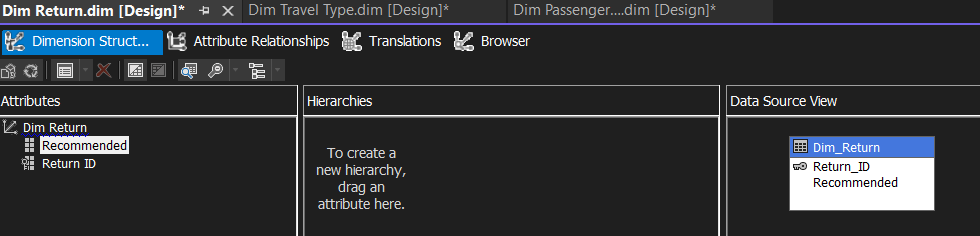 Dim Return.dim [Design]*
Dim Travel Type.dim [Design]*
Dim Passenger....dim [Design]*
Dimension Struct...
Attribute Relationships
Translations
Browser
Attributes
Hierarchies
Data Source View
Dim Return
Recommended
Return ID
To create a
new hierarchy,
drag an
attribute here.
Dim_Return
Return_ID
Recommended